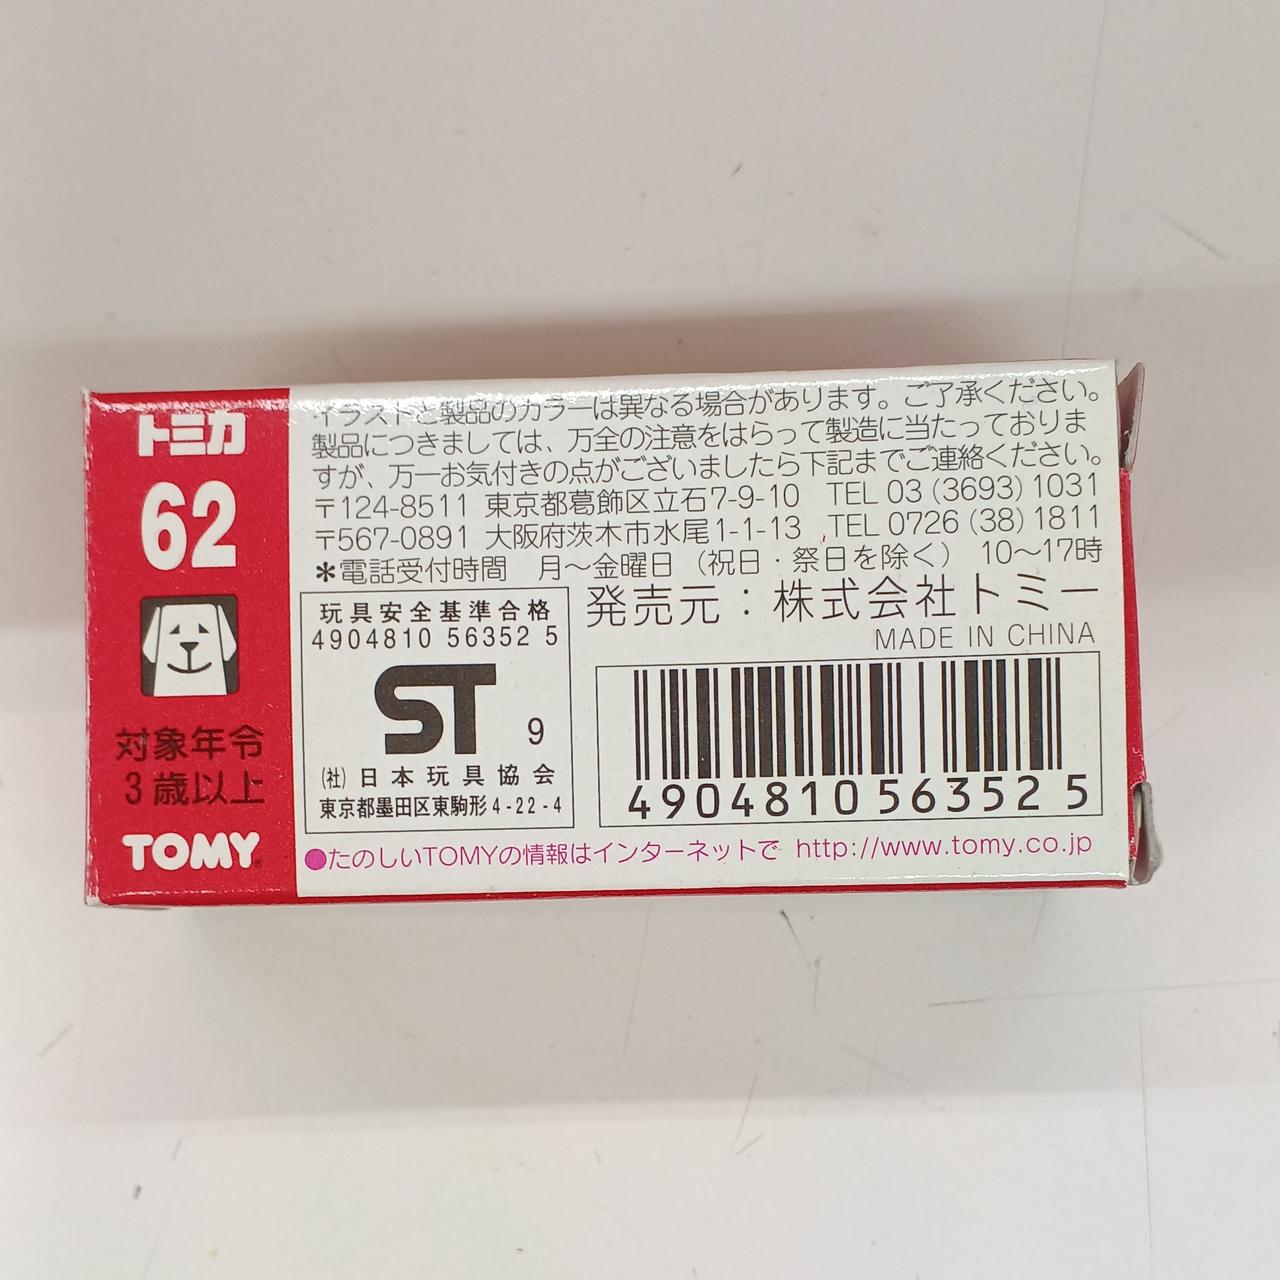 トミカ
62
対象年令
3歳以上
TOMY
イラストと製品のカラーは異なる場合があります。ご了承ください。
製品につきましては、万全の注意をはらって製造に当たっておりま
すが、万一お気付きの点がございましたら下記までご連絡ください。
〒124-8511 東京都葛飾区立石7-9-10 TEL 03(3693)1031
〒567-0891 大阪府茨木市水尾1-1-13 TEL 0726(38)1811
*電話受付時間 月〜金曜日（祝日・祭日を除く） 10〜17時
玩具安全基準合格
4904810 56352 5
ST 9
(社)日本玩具協会
東京都墨田区東駒形4-22-4
発売元：株式会社トミー
MADE IN CHINA
4904810 56352 5
●たのしいTOMYの情報はインターネットで http://www.tomy.co.jp